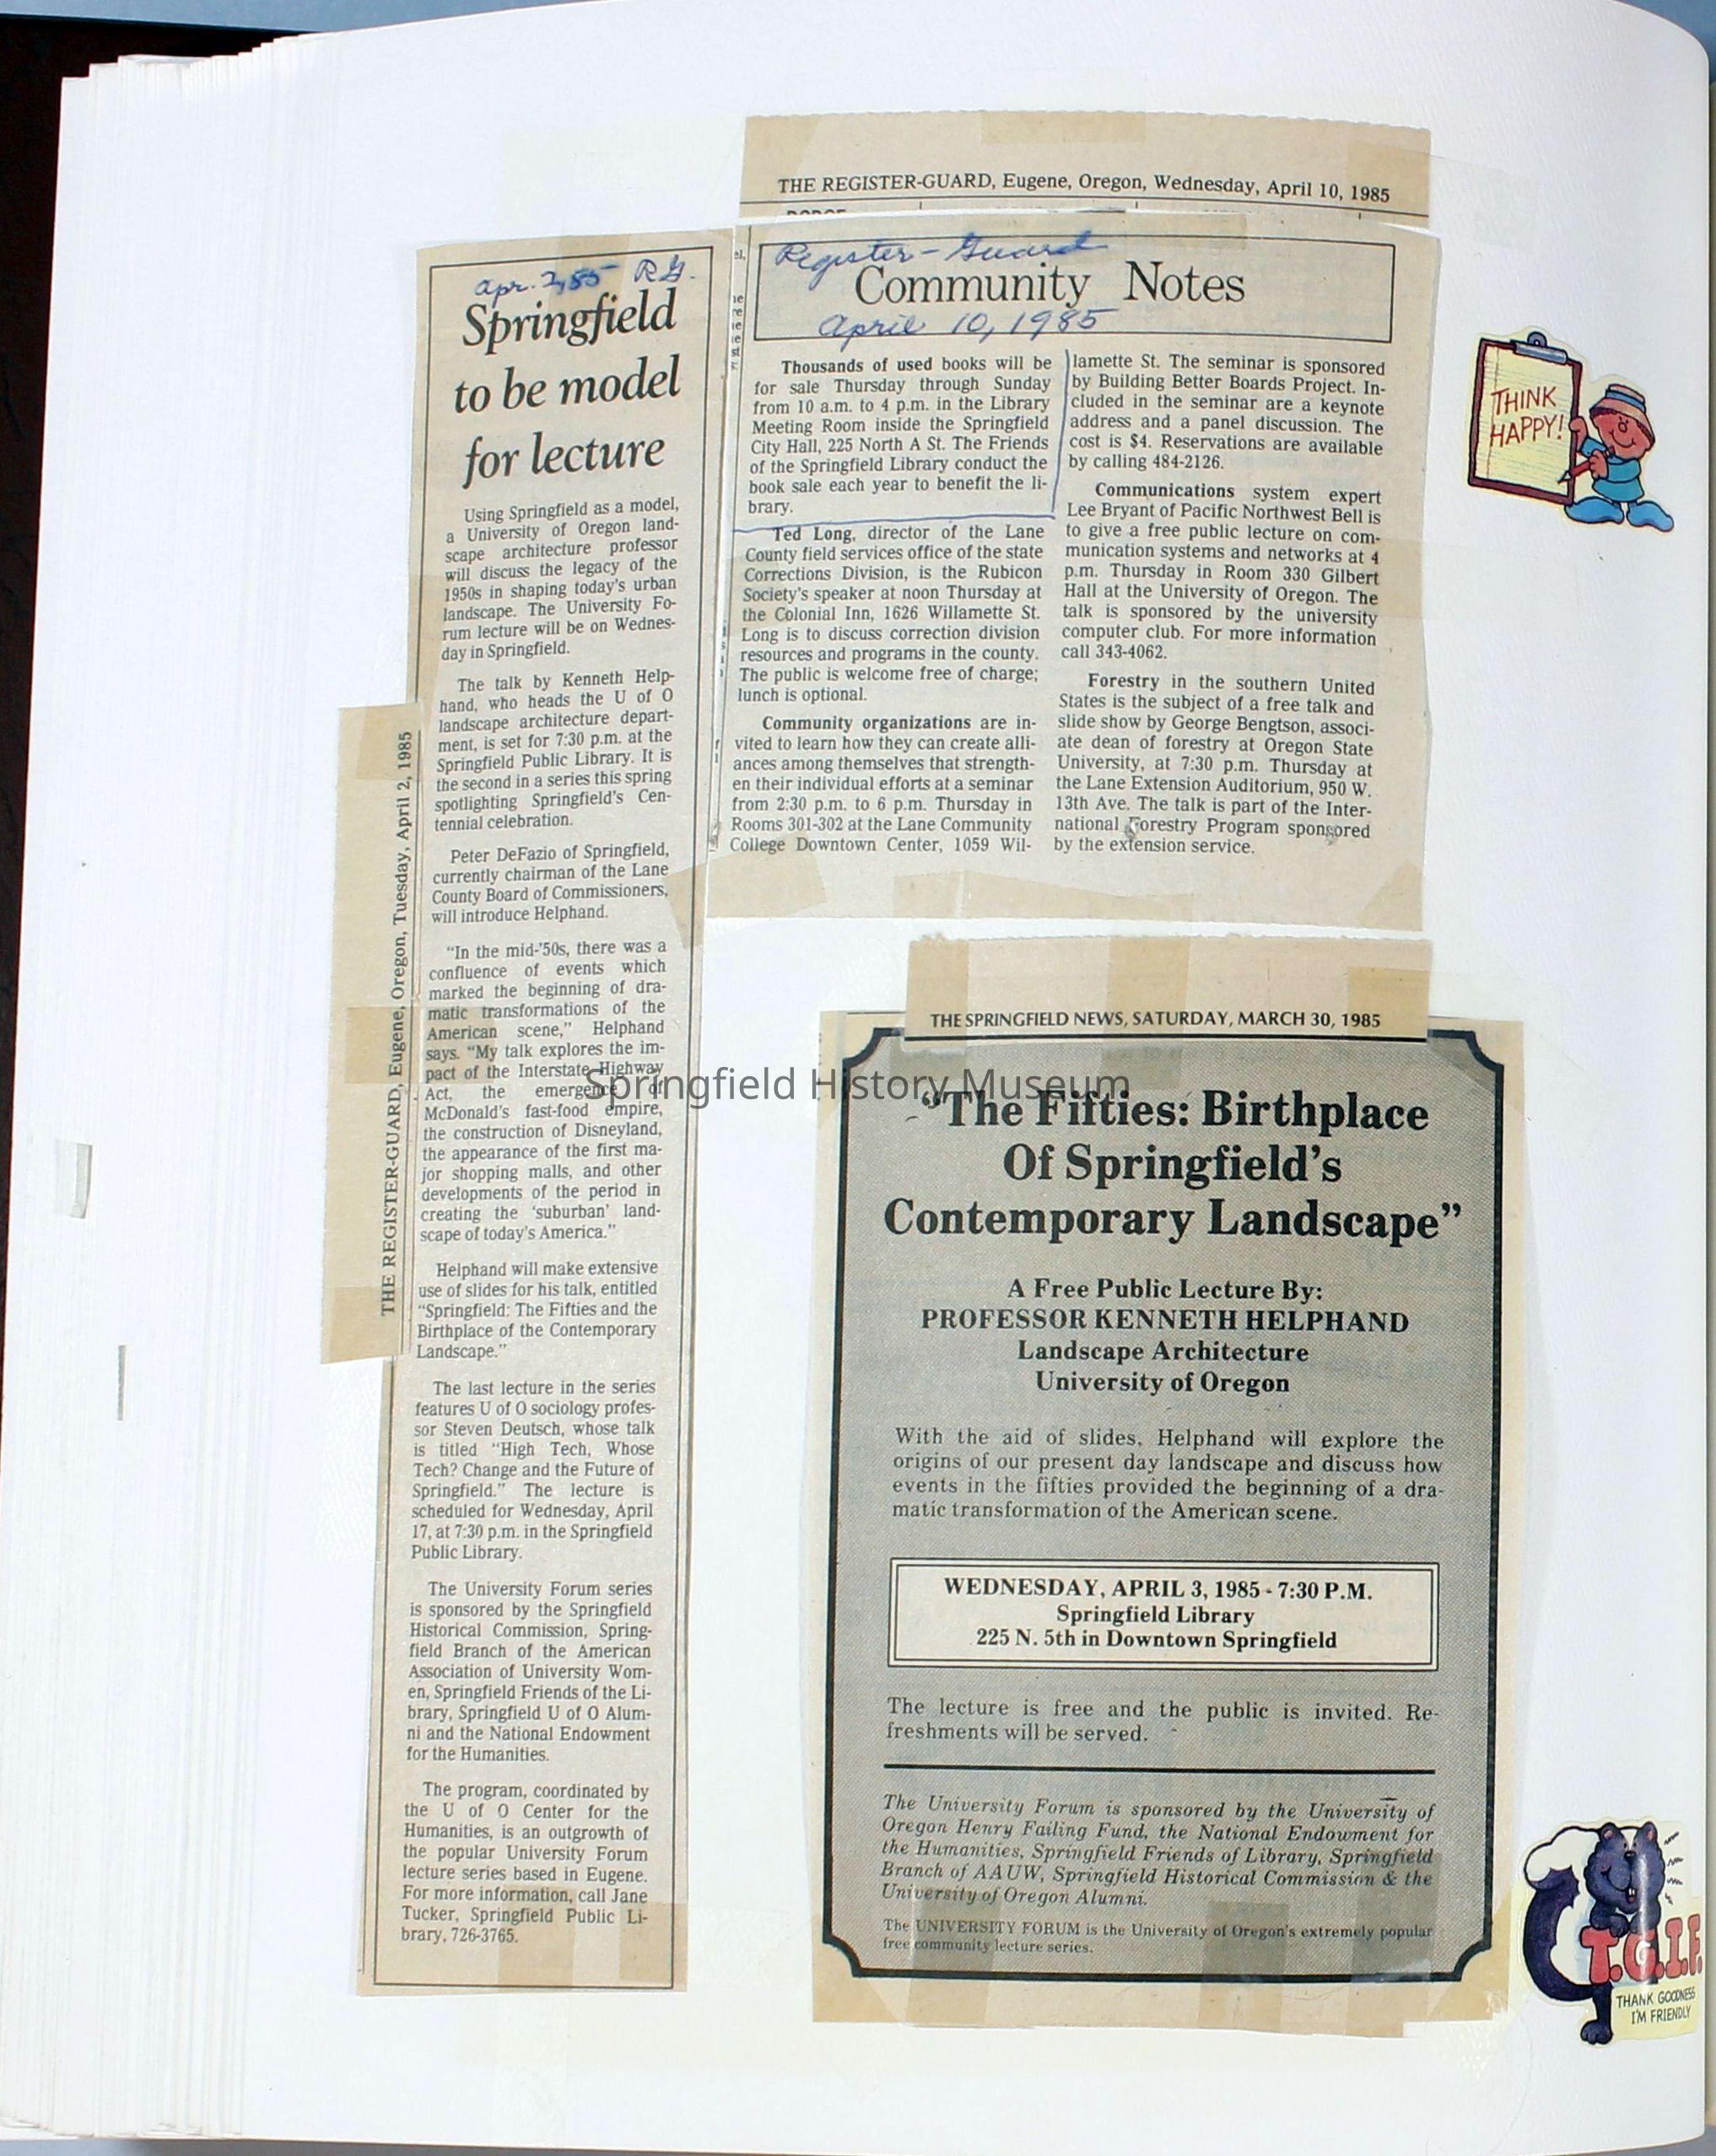 THE REGISTER-GUARD, Eugene, Oregon, Tuesday, April 2, 1985
Apr. 2, 85 R.G.
Springfield
to be model
for lecture
Using Springfield as a model,
a University of Oregon land-
scape architecture professor
will discuss the legacy of the
1950s in shaping today's urban
landscape. The University Fo-
rum lecture will be on Wednes-
day in Springfield.
The talk by Kenneth Help-
hand, who heads the U of O
landscape architecture depart-
ment, is set for 7:30 p.m. at the
Springfield Public Library. It is
the second in a series this spring
spotlighting Springfield's Cen-
tennial celebration.
Peter DeFazio of Springfield,
currently chairman of the Lane
County Board of Commissioners,
will introduce Helphand.
"In the mid-'50s, there was a
confluence of events which
marked the beginning of dra-
matic transformations of the
American scene," Helphand
says. "My talk explores the im-
pact of the Interstate Highway
Act, the emergence of
McDonald's fast-food empire,
the construction of Disneyland,
the appearance of the first ma-
jor shopping malls, and other
developments of the period in
creating the 'suburban' land-
scape of today's America."
Helphand will make extensive
use of slides for his talk, entitled
"Springfield: The Fifties and the
Birthplace of the Contemporary
Landscape."
The last lecture in the series
features U of O sociology profes-
sor Steven Deutsch, whose talk
is titled "High Tech, Whose
Tech? Change and the Future of
Springfield." The lecture is
scheduled for Wednesday, April
17, at 7:30 p.m. in the Springfield
Public Library.
The University Forum series
is sponsored by the Springfield
Historical Commission, Spring-
field Branch of the American
Association of University Wom-
en, Springfield Friends of the Li-
brary, Springfield U of O Alum-
ni and the National Endowment
for the Humanities.
The program, coordinated by
the U of O Center for the
Humanities, is an outgrowth of
the popular University Forum
lecture series based in Eugene.
For more information, call Jane
Tucker, Springfield Public Li-
brary, 726-3765.
THE REGISTER-GUARD, Eugene, Oregon, Wednesday, April 10, 1985
Register-Guard
Community Notes
April 10, 1985
Thousands of used books will be
for sale Thursday through Sunday
from 10 a.m. to 4 p.m. in the Library
Meeting Room inside the Springfield
City Hall, 225 North A St. The Friends
of the Springfield Library conduct the
book sale each year to benefit the li-
brary.
Ted Long, director of the Lane
County field services office of the state
Corrections Division, is the Rubicon
Society's speaker at noon Thursday at
the Colonial Inn, 1626 Willamette St.
Long is to discuss correction division
resources and programs in the county.
The public is welcome free of charge;
lunch is optional.
Community organizations are in-
vited to learn how they can create alli-
ances among themselves that strength-
en their individual efforts at a seminar
from 2:30 p.m. to 6 p.m. Thursday in
Rooms 301-302 at the Lane Community
College Downtown Center, 1059 Wil-
lamette St. The seminar is sponsored
by Building Better Boards Project. In-
cluded in the seminar are a keynote
address and a panel discussion. The
cost is $4. Reservations are available
by calling 484-2126.
Communications system expert
Lee Bryant of Pacific Northwest Bell is
to give a free public lecture on com-
munication systems and networks at 4
p.m. Thursday in Room 330 Gilbert
Hall at the University of Oregon. The
talk is sponsored by the university
computer club. For more information
call 343-4062.
Forestry in the southern United
States is the subject of a free talk and
slide show by George Bengtson, associ-
ate dean of forestry at Oregon State
University, at 7:30 p.m. Thursday at
the Lane Extension Auditorium, 950 W.
13th Ave. The talk is part of the Inter-
national Forestry Program sponsored
by the extension service.
THINK
HAPPY!
THE SPRINGFIELD NEWS, SATURDAY, MARCH 30, 1985
Springfield History Museum
"The Fifties: Birthplace
Of Springfield's
Contemporary Landscape"
A Free Public Lecture By:
PROFESSOR KENNETH HELPHAND
Landscape Architecture
University of Oregon
With the aid of slides, Helphand will explore the
origins of our present day landscape and discuss how
events in the fifties provided the beginning of a dra-
matic transformation of the American scene.
WEDNESDAY, APRIL 3, 1985 - 7:30 P.M.
Springfield Library
225 N. 5th in Downtown Springfield
The lecture is free and the public is invited. Re-
freshments will be served.
The University Forum is sponsored by the University of
Oregon Henry Failing Fund, the National Endowment for
the Humanities, Springfield Friends of Library, Springfield
Branch of AAUW, Springfield Historical Commission & the
University of Oregon Alumni.
The UNIVERSITY FORUM is the University of Oregon's extremely popular
free community lecture series.
T.G.I.F.
THANK GOODNESS
I'M FRIENDLY